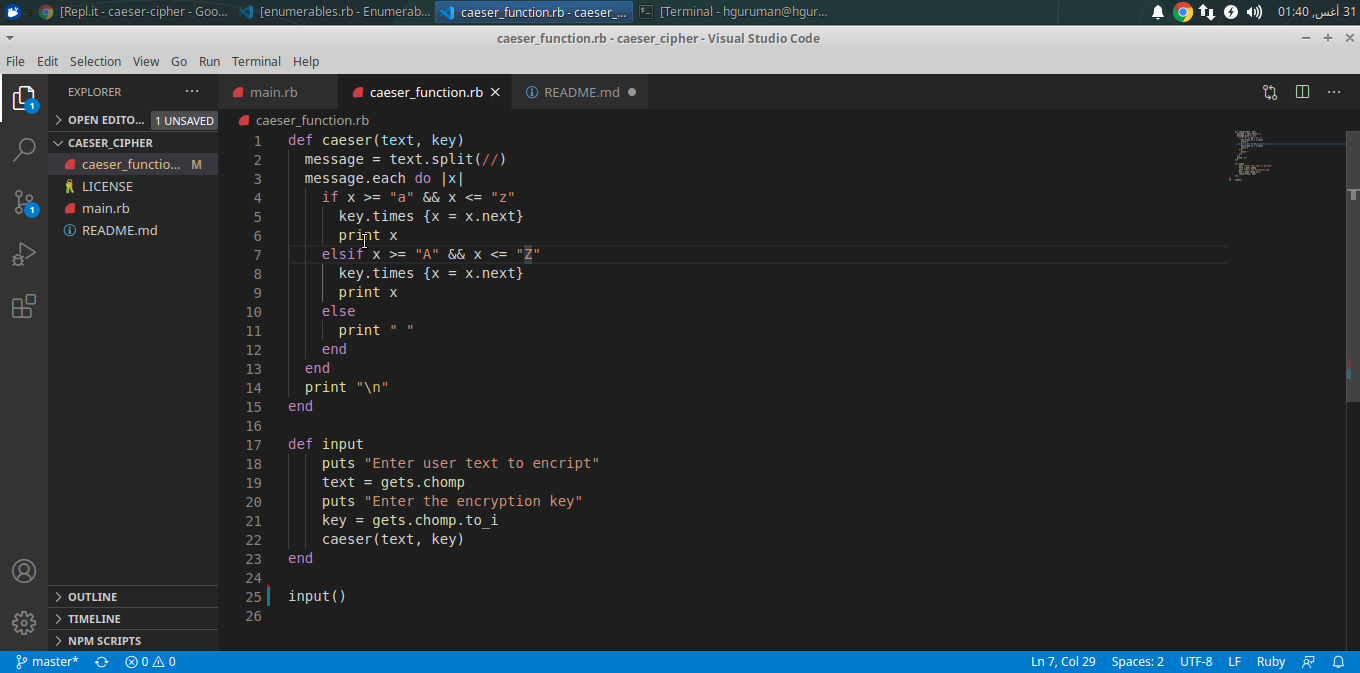 [Repl.it - caeser-cipher - Goo... [enumerables.rb - Enumerab... caeser_function.rb - caeser_... [Terminal - hguruman@hgur... 31 أغس, 01:40
caeser_function.rb - caeser_cipher - Visual Studio Code
File Edit Selection View Go Run Terminal Help
EXPLORER
main.rb caeser_function.rb README.md
OPEN EDITO... 1 UNSAVED
CAESER_CIPHER
caeser_functio... M
LICENSE
main.rb
README.md
OUTLINE
TIMELINE
NPM SCRIPTS
1
1
caeser_function.rb
1 def caeser(text, key)
2 message = text.split(//)
3 message.each do |x|
4 if x >= "a" && x <= "z"
5 key.times {x = x.next}
6 print x
7 elsif x >= "A" && x <= "Z"
8 key.times {x = x.next}
9 print x
10 else
11 print " "
12 end
13 end
14 print "\n"
15 end
16
17 def input
18 puts "Enter user text to encript"
19 text = gets.chomp
20 puts "Enter the encryption key"
21 key = gets.chomp.to_i
22 caeser(text, key)
23 end
24
25 input()
26
master* 0 0 Ln 7, Col 29 Spaces: 2 UTF-8 LF Ruby